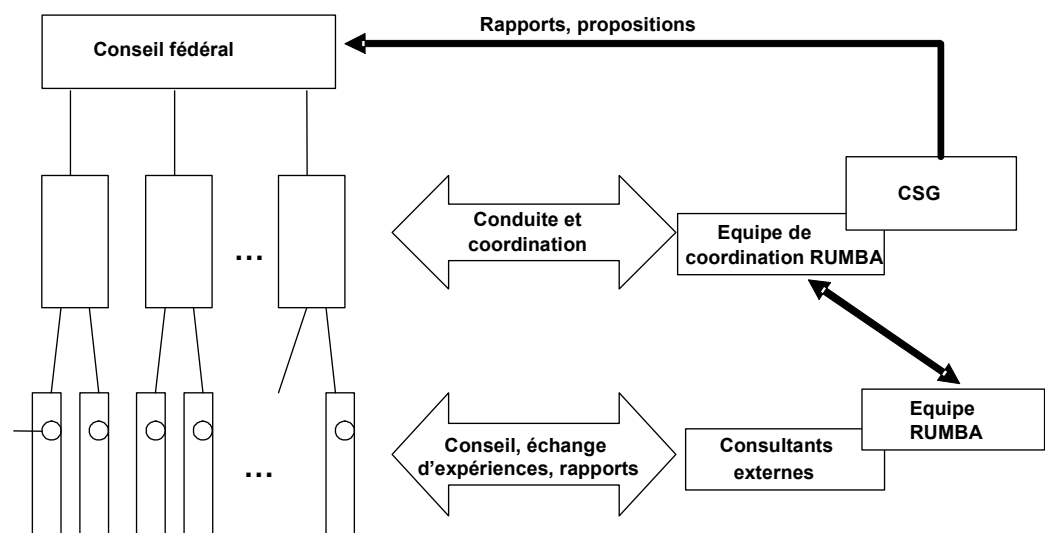 Rapports, propositions
Conseil fédéral
CSG
Conduite et
coordination
Equipe de
coordination RUMBA
...
Equipe
RUMBA
Conseil, échange
d'expériences, rapports
Consultants
externes
...